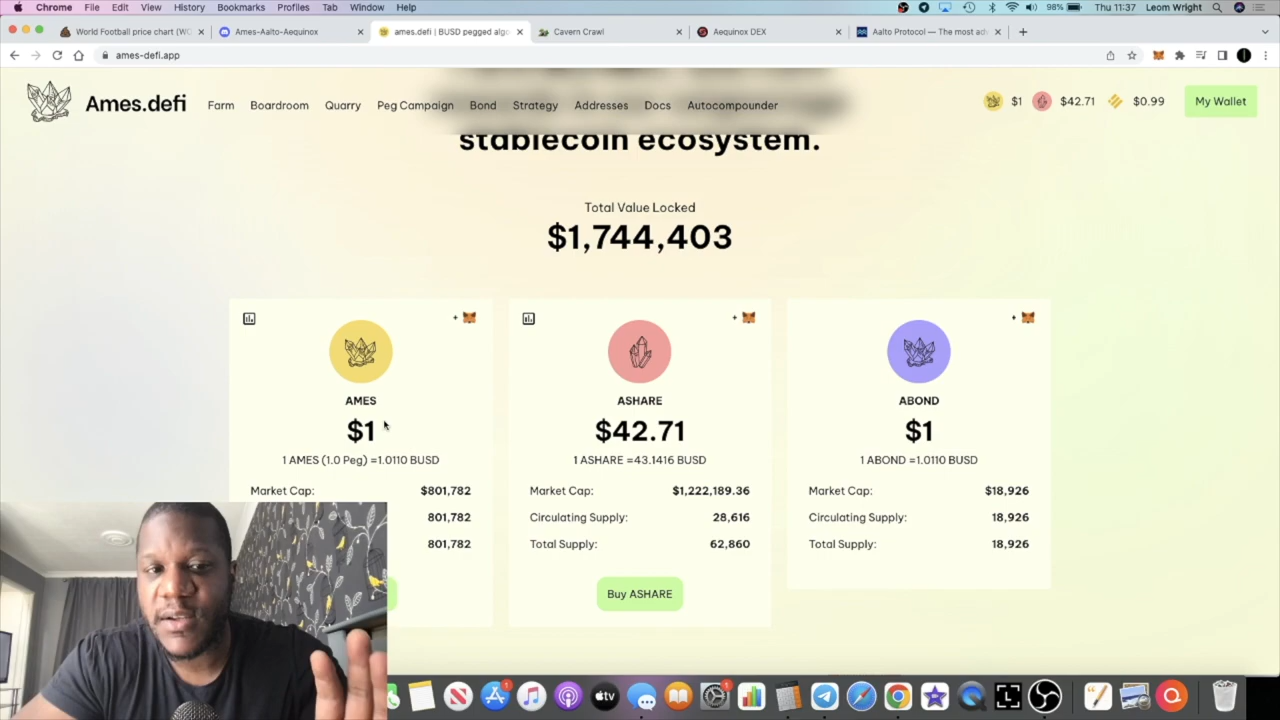 Chrome File Edit View History Bookmarks Profiles Tab Window Help 98% Thu 11:37 Leom Wright
World Football price chart (WO Ames-Aalto-Aequinox ames.defi | BUSD pegged algo Cavern Crawl Aequinox DEX Aalto Protocol — The most adv
ames-defi.app
Ames.defi Farm Boardroom Quarry Peg Campaign Bond Strategy Addresses Docs Autocompounder $1 $42.71 $0.99 My Wallet
stablecoin ecosystem.
Total Value Locked
$1,744,403
+ + +
AMES ASHARE ABOND
$1 $42.71 $1
1 AMES (1.0 Peg) =1.0110 BUSD 1 ASHARE =43.1416 BUSD 1 ABOND =1.0110 BUSD
Market Cap: $801,782 Market Cap: $1,222,189.36 Market Cap: $18,926
801,782 Circulating Supply: 28,616 Circulating Supply: 18,926
801,782 Total Supply: 62,860 Total Supply: 18,926
Buy ASHARE
tv